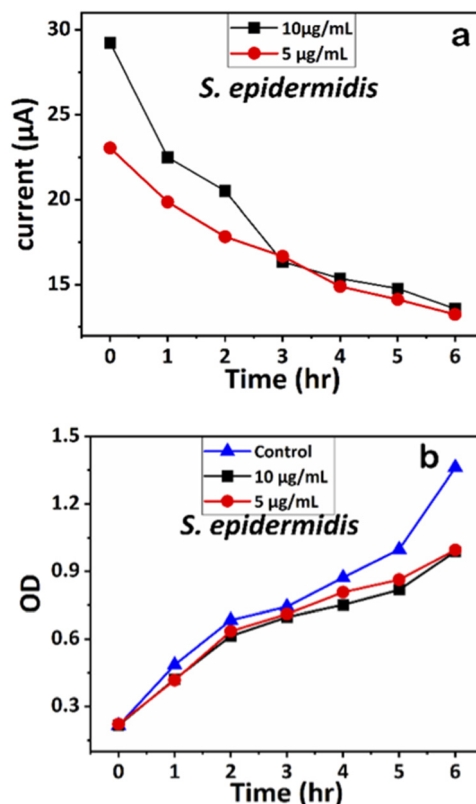 a
10µg/mL
5 µg/mL
S. epidermidis
current (µA)
30
25
20
15
0 1 2 3 4 5 6
Time (hr)
b
Control
10 µg/mL
5 µg/mL
S. epidermidis
OD
1.5
1.2
0.9
0.6
0.3
0 1 2 3 4 5 6
Time (hr)